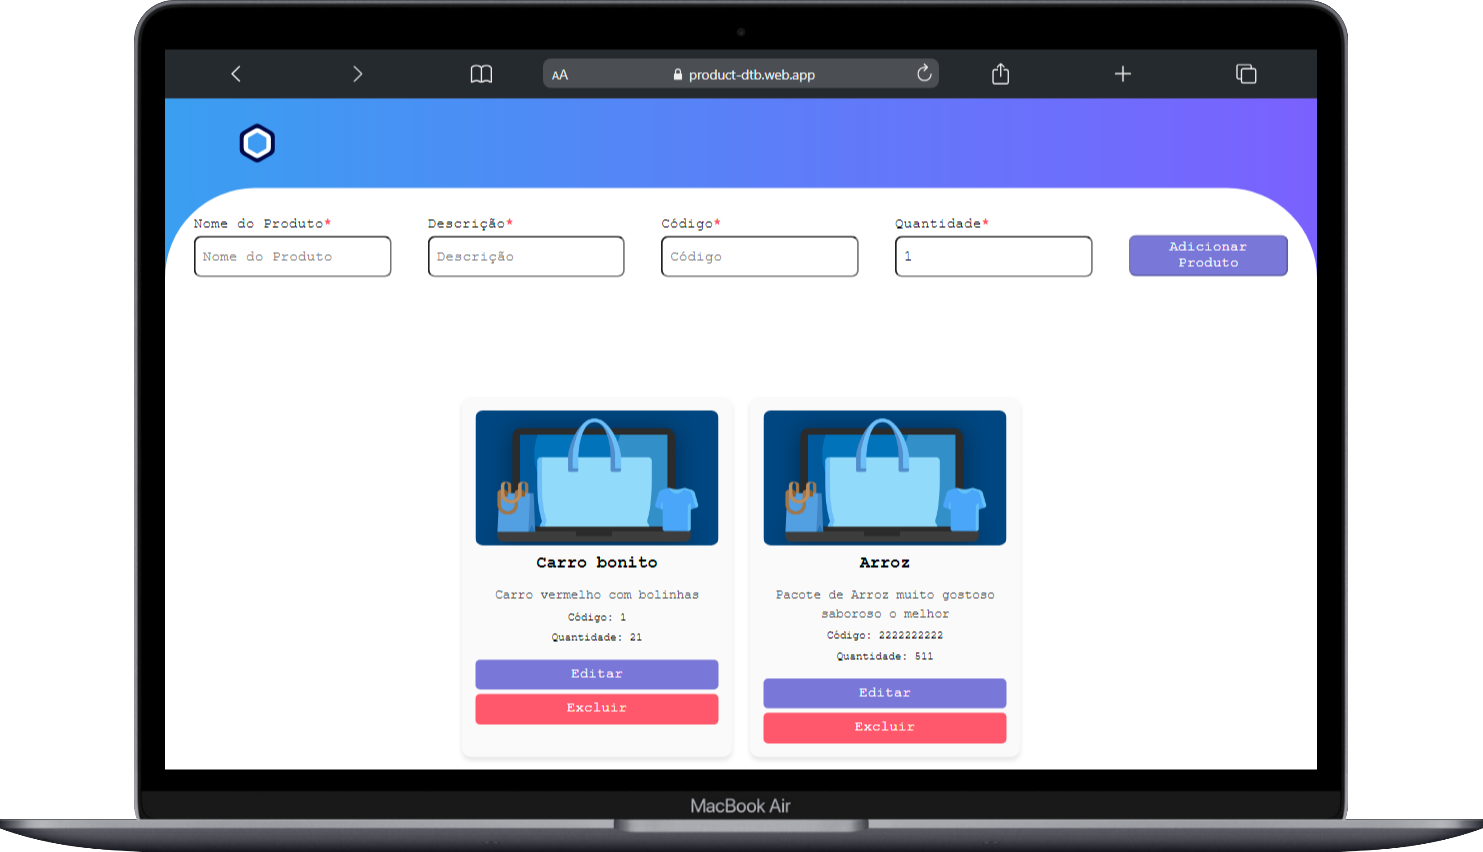 AA product-dtb.web.app
Nome do Produto* Descrição* Código* Quantidade*
Nome do Produto Descrição Código 1 Adicionar
Produto
Carro bonito
Carro vermelho com bolinhas
Código: 1
Quantidade: 21
Editar
Excluir
Arroz
Pacote de Arroz muito gostoso
saboroso o melhor
Código: 2222222222
Quantidade: 511
Editar
Excluir
MacBook Air